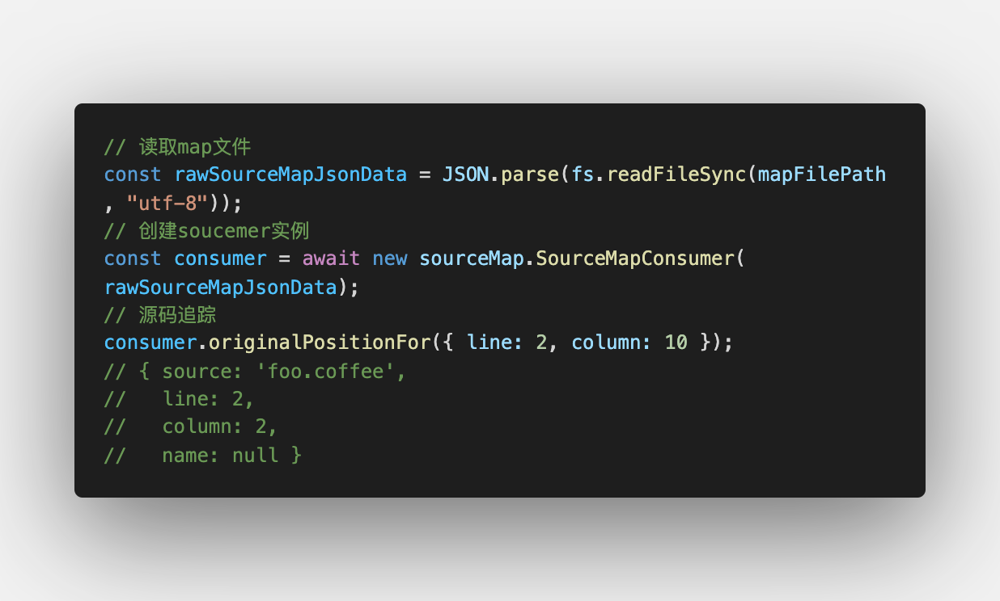 // 读取map文件
const rawSourceMapJsonData = JSON.parse(fs.readFileSync(mapFilePath
, "utf-8"));
// 创建soucemer实例
const consumer = await new sourceMap.SourceMapConsumer(
rawSourceMapJsonData);
// 源码追踪
consumer.originalPositionFor({ line: 2, column: 10 });
// { source: 'foo.coffee',
//   line: 2,
//   column: 2,
//   name: null }